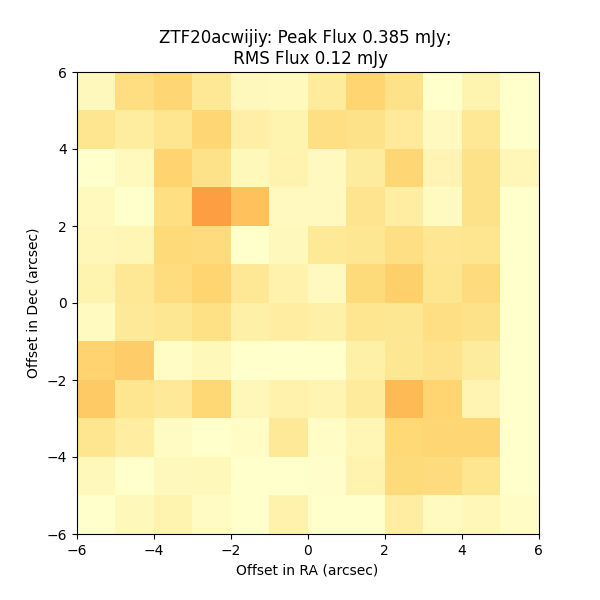 ZTF20acwijiy: Peak Flux 0.385 mJy;
RMS Flux 0.12 mJy
6
4
2
0
−2
−4
−6
Offset in Dec (arcsec)
−6 −4 −2 0 2 4 6
Offset in RA (arcsec)